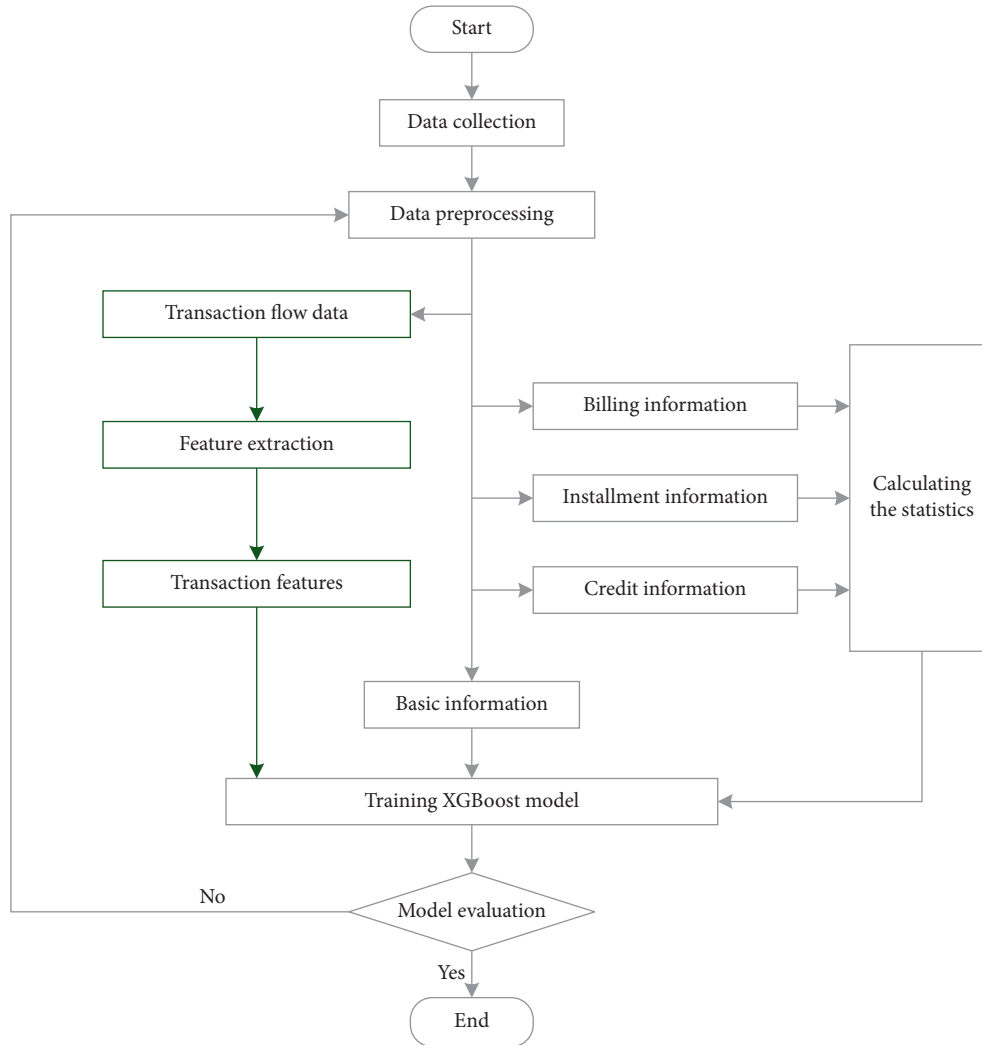 Start
Data collection
Data preprocessing
Transaction flow data
Billing information
Feature extraction
Calculating
the statistics
Installment information
Transaction features
Credit information
Basic information
Training XGBoost model
No
Model evaluation
Yes
End